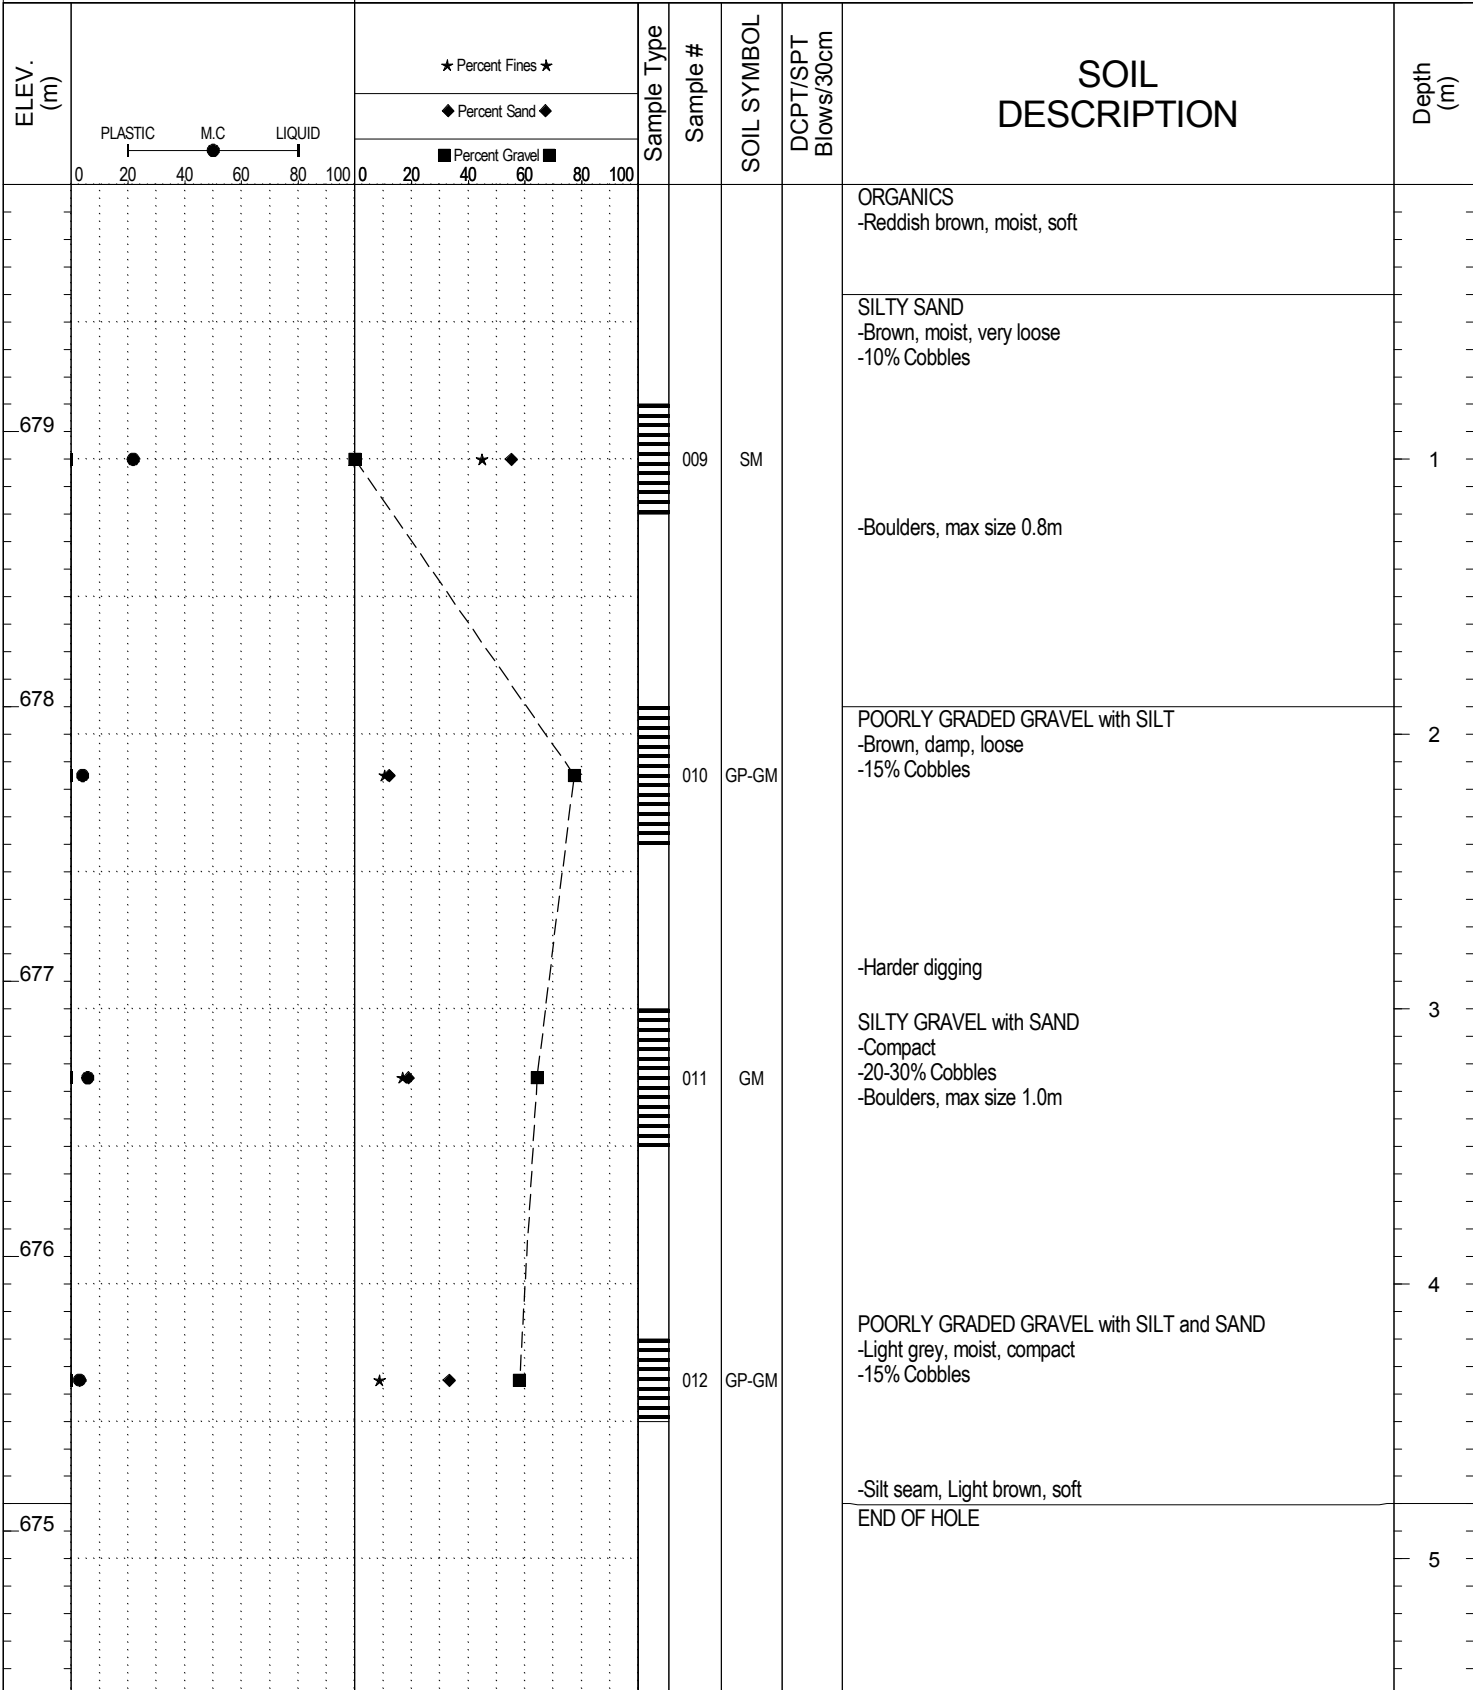 ELEV.
(m)
PLASTIC M.C LIQUID
0 20 40 60 80 100
★ Percent Fines ★
◆ Percent Sand ◆
■ Percent Gravel ■
0 20 40 60 80 100
Sample Type
Sample #
SOIL SYMBOL
DCPT/SPT
Blows/30cm
SOIL
DESCRIPTION
Depth
(m)
ORGANICS
-Reddish brown, moist, soft
SILTY SAND
-Brown, moist, very loose
-10% Cobbles
679
009 SM
1
-Boulders, max size 0.8m
678
POORLY GRADED GRAVEL with SILT
-Brown, damp, loose
-15% Cobbles
2
010 GP-GM
-Harder digging
677
3
SILTY GRAVEL with SAND
-Compact
-20-30% Cobbles
-Boulders, max size 1.0m
011 GM
676
4
POORLY GRADED GRAVEL with SILT and SAND
-Light grey, moist, compact
-15% Cobbles
012 GP-GM
-Silt seam, Light brown, soft
END OF HOLE
675
5